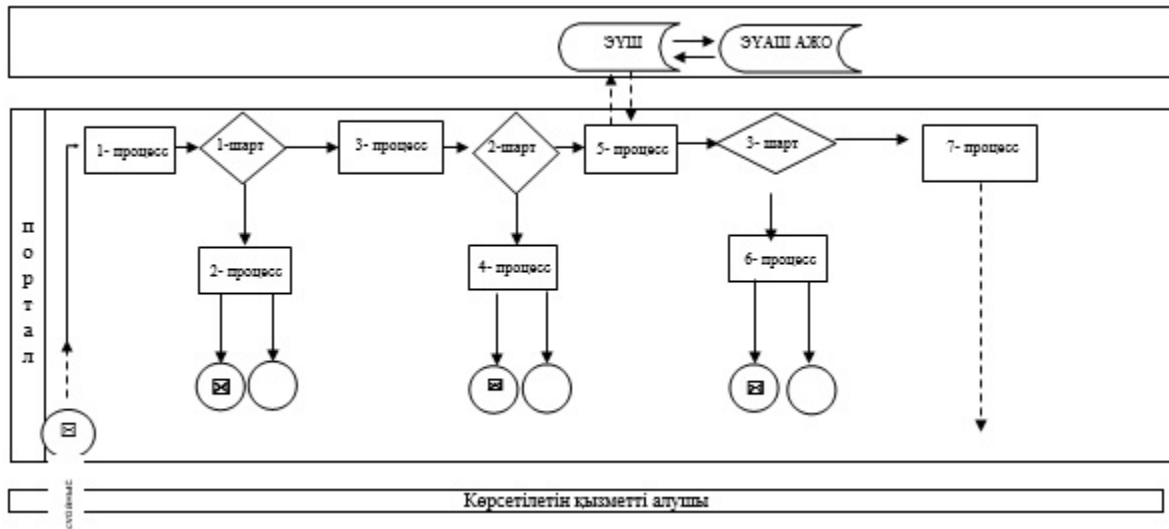 ЭҮШ
ЭҮАШ АЖО
1- процесс
1-шарт
3- процесс
2-шарт
5- процесс
3- шарт
7- процесс
2- процесс
4- процесс
6- процесс
портал
Көрсетілетін қызметті алушы